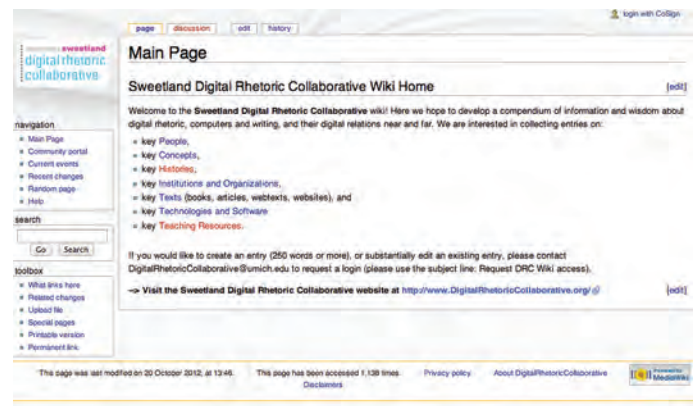 login with CoSign
page discussion edit history
sweetland
digital rhetoric
collaborative
Main Page
Sweetland Digital Rhetoric Collaborative Wiki Home [edit]
Welcome to the Sweetland Digital Rhetoric Collaborative wiki! Here we hope to develop a compendium of information and wisdom about
digital rhetoric, computers and writing, and their digital relations near and far. We are interested in collecting entries on:
key People,
key Concepts,
key Histories,
key Institutions and Organizations,
key Texts (books, articles, webtexts, websites), and
key Technologies and Software
key Teaching Resources.
If you would like to create an entry (250 words or more), or substantially edit an existing entry, please contact
DigitalRhetoricCollaborative@umich.edu to request a login (please use the subject line: Request DRC Wiki access).
--> Visit the Sweetland Digital Rhetoric Collaborative website at http://www.DigitalRhetoricCollaborative.org/ [edit]
navigation
Main Page
Community portal
Current events
Recent changes
Random page
Help
search
Go Search
toolbox
What links here
Related changes
Upload file
Special pages
Printable version
Permanent link
This page was last modified on 20 October 2012, at 13:46. This page has been accessed 1,138 times. Privacy policy About DigitalRhetoricCollaborative
Disclaimers
Powered By
MediaWiki